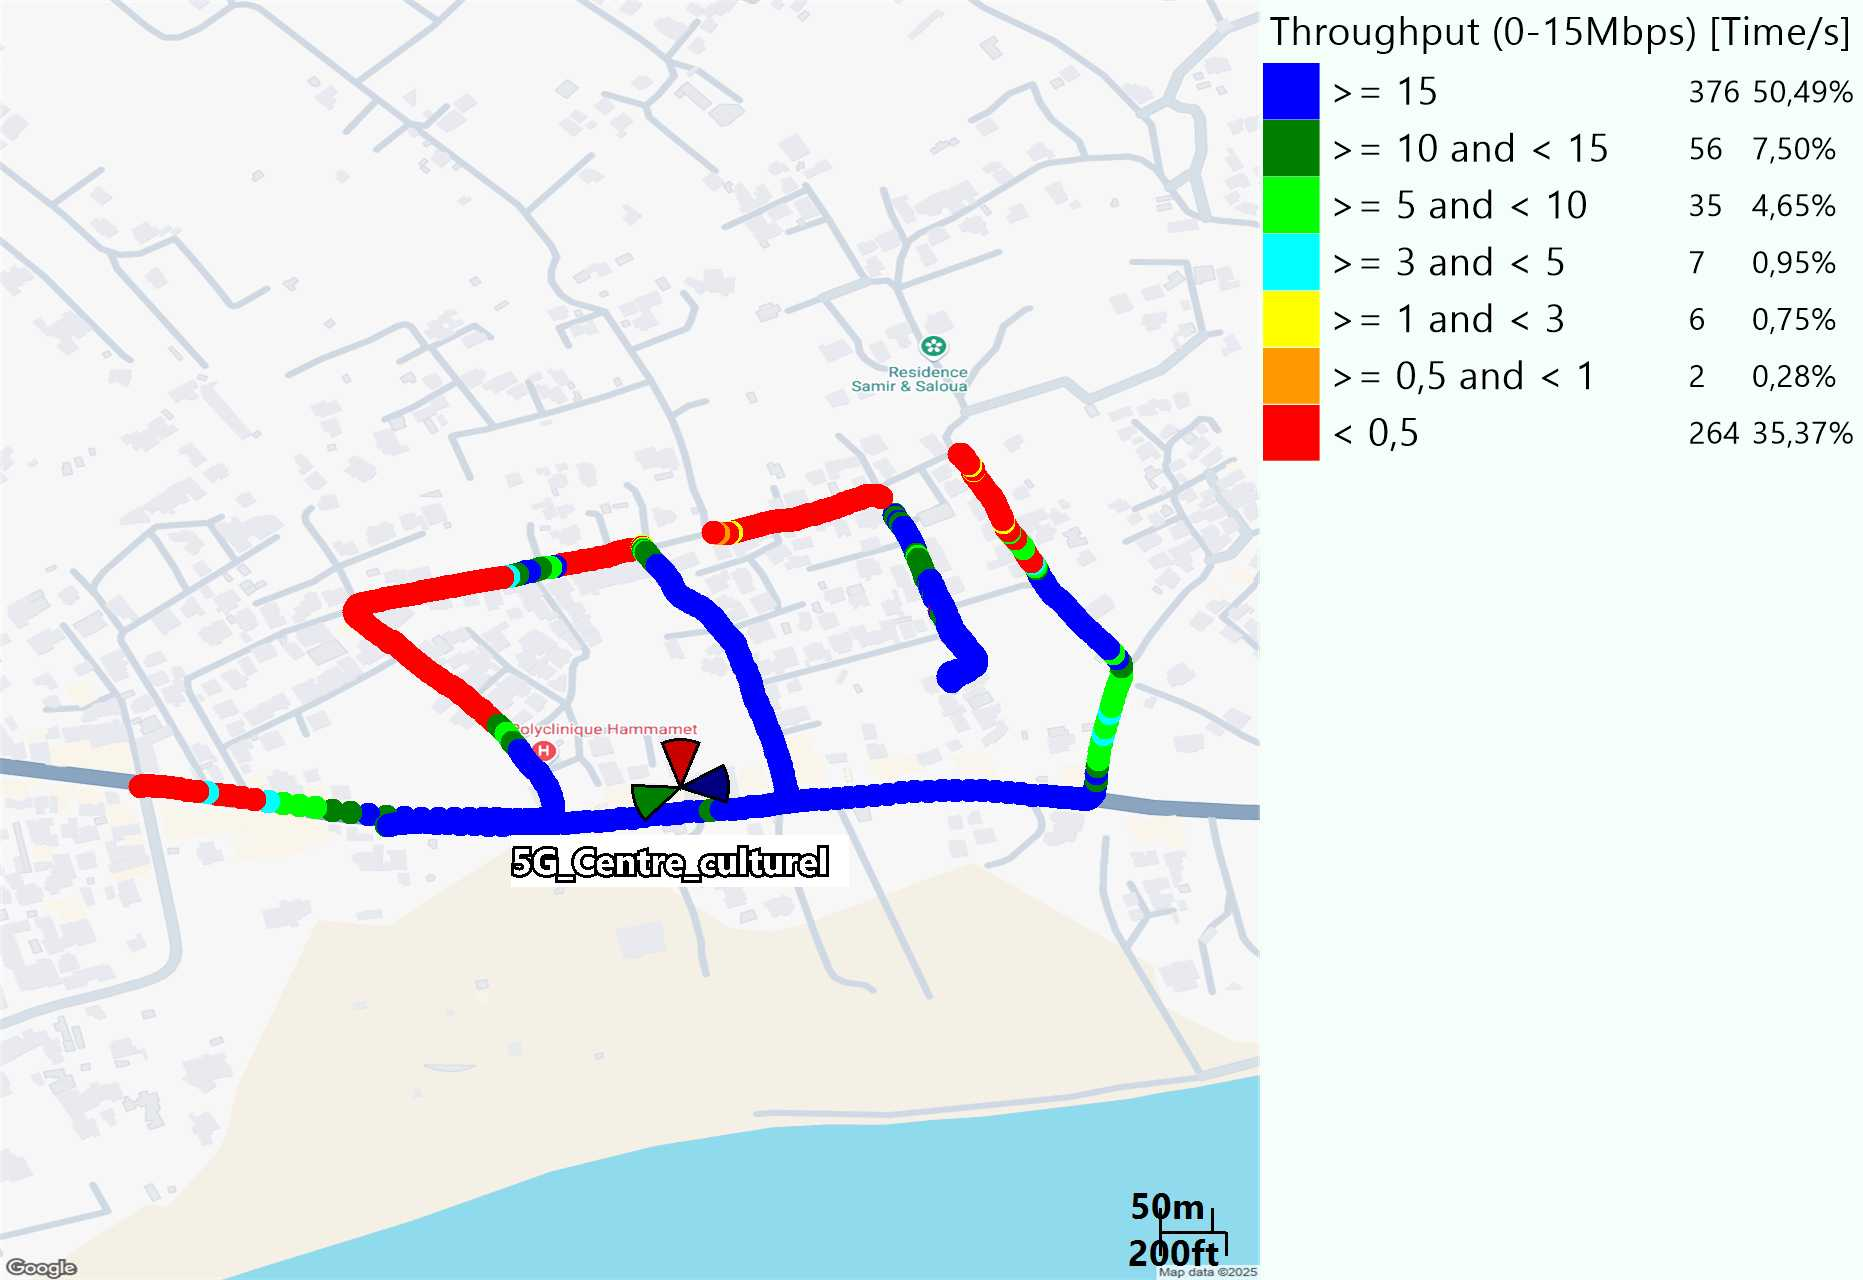 Throughput (0-15Mbps) [Time/s]
>= 15 376 50,49%
>= 10 and < 15 56 7,50%
>= 5 and < 10 35 4,65%
>= 3 and < 5 7 0,95%
>= 1 and < 3 6 0,75%
>= 0,5 and < 1 2 0,28%
< 0,5 264 35,37%
Residence
Samir & Saloua
Polyclinique Hammamet
H
5G_Centre_culturel
50m
200ft
Google
Map data ©2025